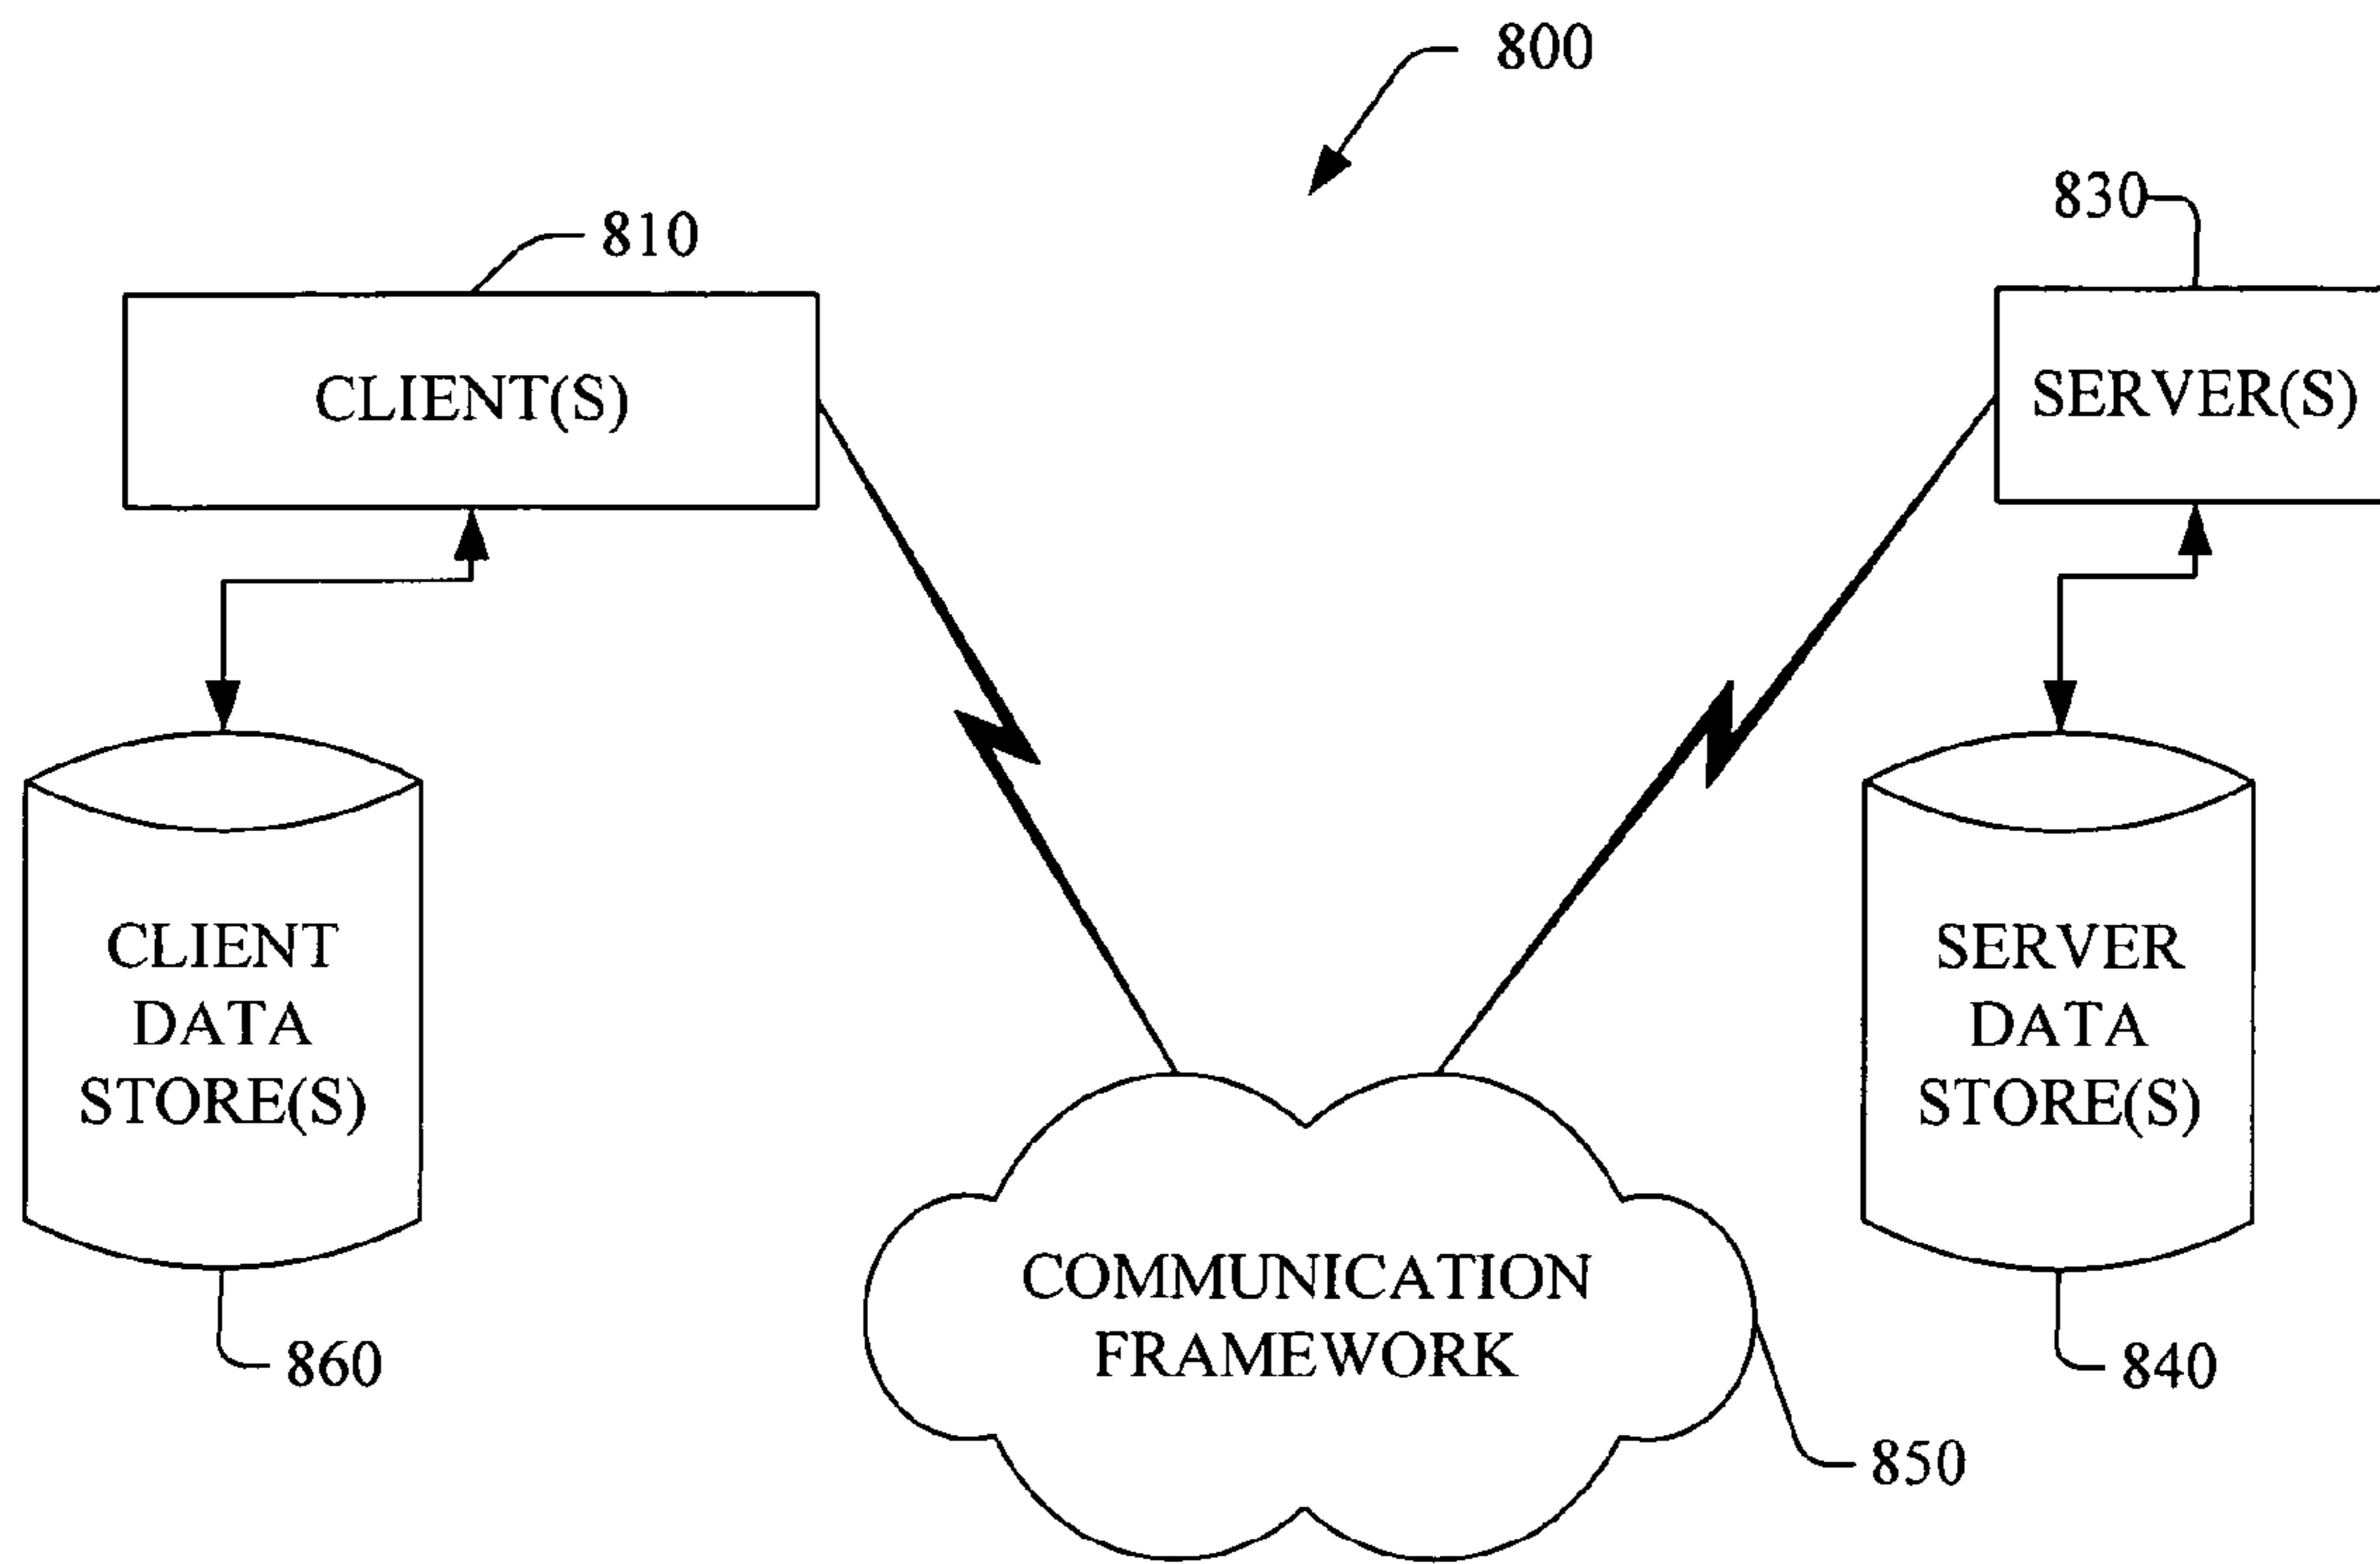 800
810
830
CLIENT(S)
SERVER(S)
CLIENT
DATA
STORE(S)
SERVER
DATA
STORE(S)
COMMUNICATION
FRAMEWORK
860
840
850